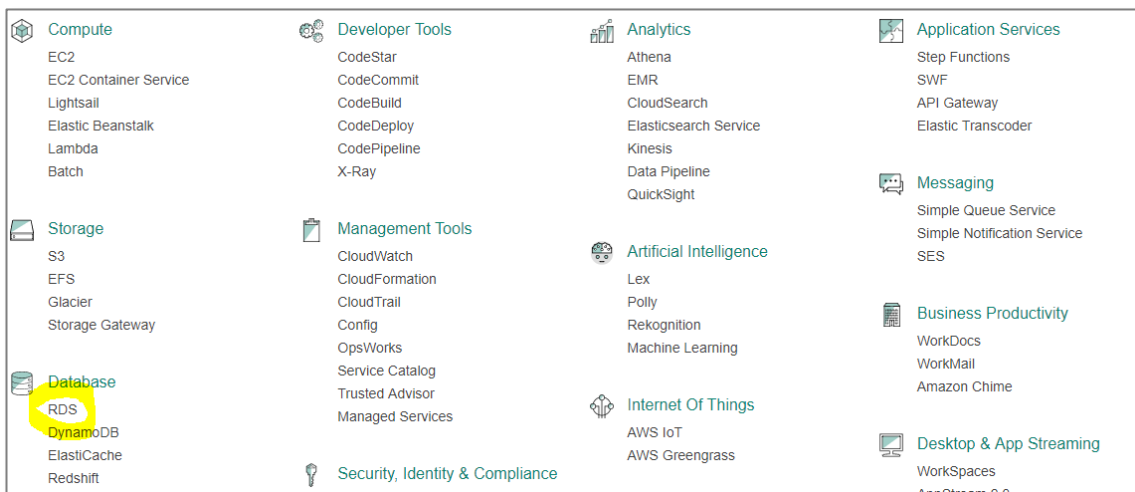 Compute
EC2
EC2 Container Service
Lightsail
Elastic Beanstalk
Lambda
Batch
Storage
S3
EFS
Glacier
Storage Gateway
Database
RDS
DynamoDB
ElastiCache
Redshift
Developer Tools
CodeStar
CodeCommit
CodeBuild
CodeDeploy
CodePipeline
X-Ray
Management Tools
CloudWatch
CloudFormation
CloudTrail
Config
OpsWorks
Service Catalog
Trusted Advisor
Managed Services
Security, Identity & Compliance
Analytics
Athena
EMR
CloudSearch
Elasticsearch Service
Kinesis
Data Pipeline
QuickSight
Artificial Intelligence
Lex
Polly
Rekognition
Machine Learning
Internet Of Things
AWS IoT
AWS Greengrass
Application Services
Step Functions
SWF
API Gateway
Elastic Transcoder
Messaging
Simple Queue Service
Simple Notification Service
SES
Business Productivity
WorkDocs
WorkMail
Amazon Chime
Desktop & App Streaming
WorkSpaces